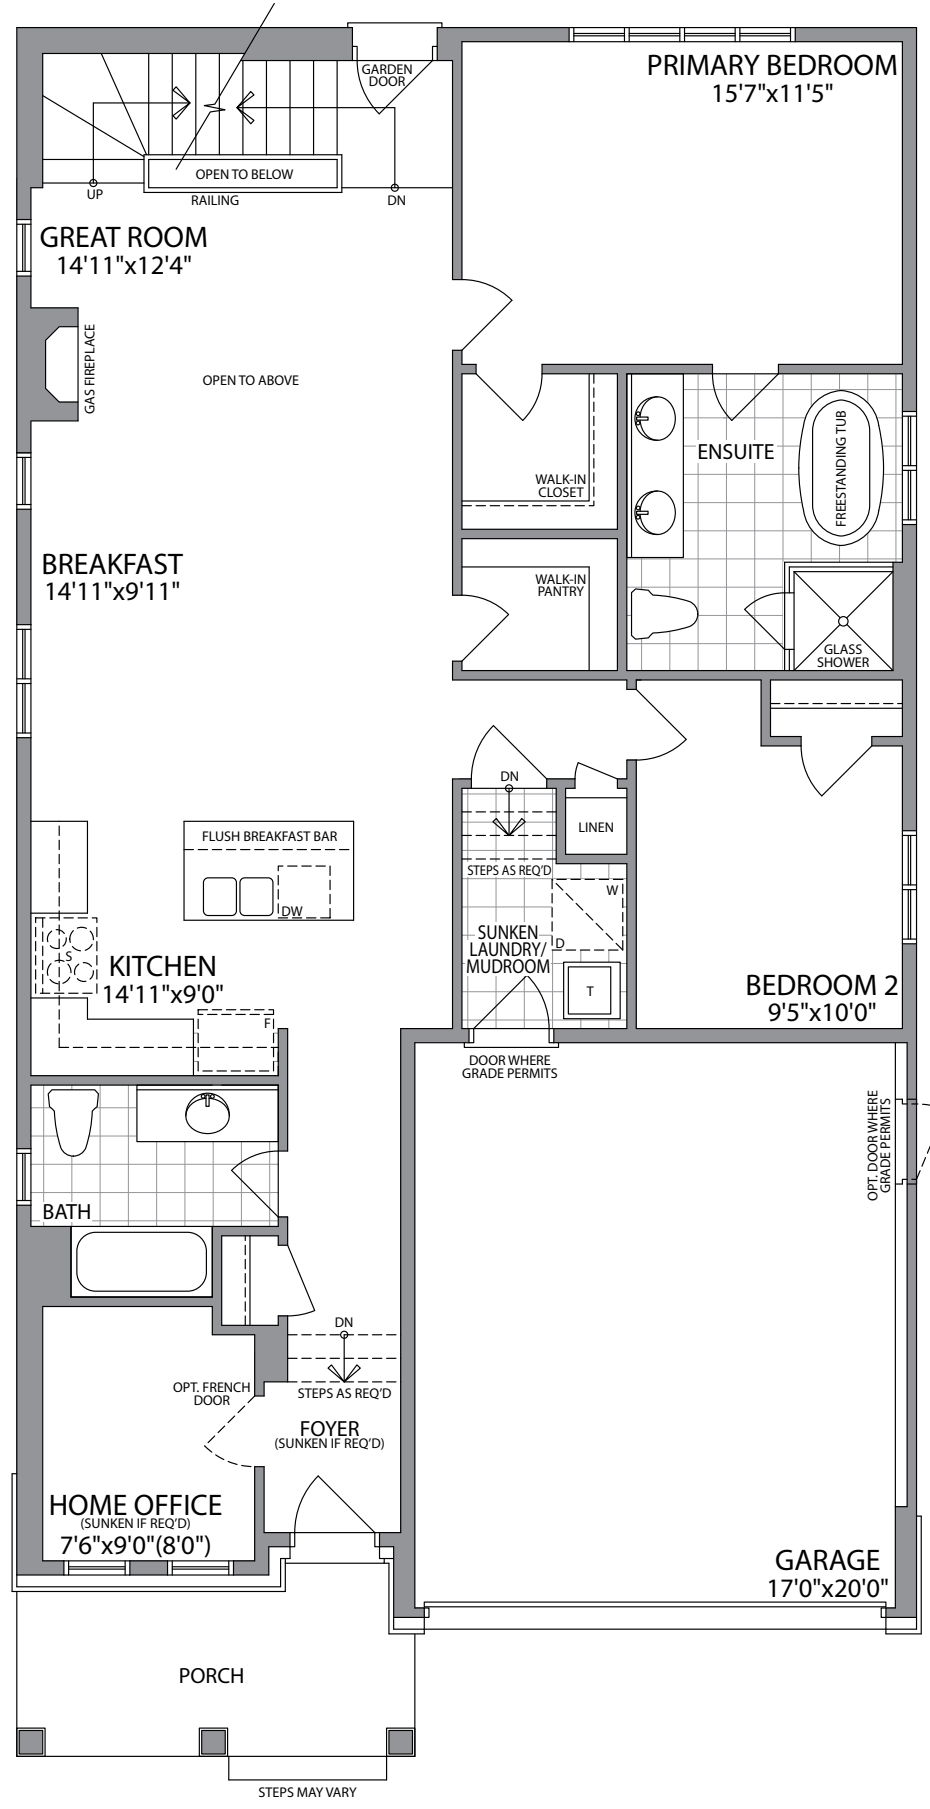 GARDEN
DOOR
PRIMARY BEDROOM
15'7"x11'5"
OPEN TO BELOW
UP
RAILING
DN
GREAT ROOM
14'11"x12'4"
GAS FIREPLACE
OPEN TO ABOVE
WALK-IN
CLOSET
ENSUITE
FREESTANDING TUB
BREAKFAST
14'11"x9'11"
WALK-IN
PANTRY
GLASS
SHOWER
DN
LINEN
FLUSH BREAKFAST BAR
DW
STEPS AS REQ'D
W
D
SUNKEN
LAUNDRY/
MUDROOM
T
S
KITCHEN
14'11"x9'0"
F
BEDROOM 2
9'5"x10'0"
DOOR WHERE
GRADE PERMITS
OPT. DOOR WHERE
GRADE PERMITS
BATH
DN
STEPS AS REQ'D
OPT. FRENCH
DOOR
FOYER
(SUNKEN IF REQ'D)
HOME OFFICE
(SUNKEN IF REQ'D)
7'6"x9'0"(8'0")
GARAGE
17'0"x20'0"
PORCH
STEPS MAY VARY